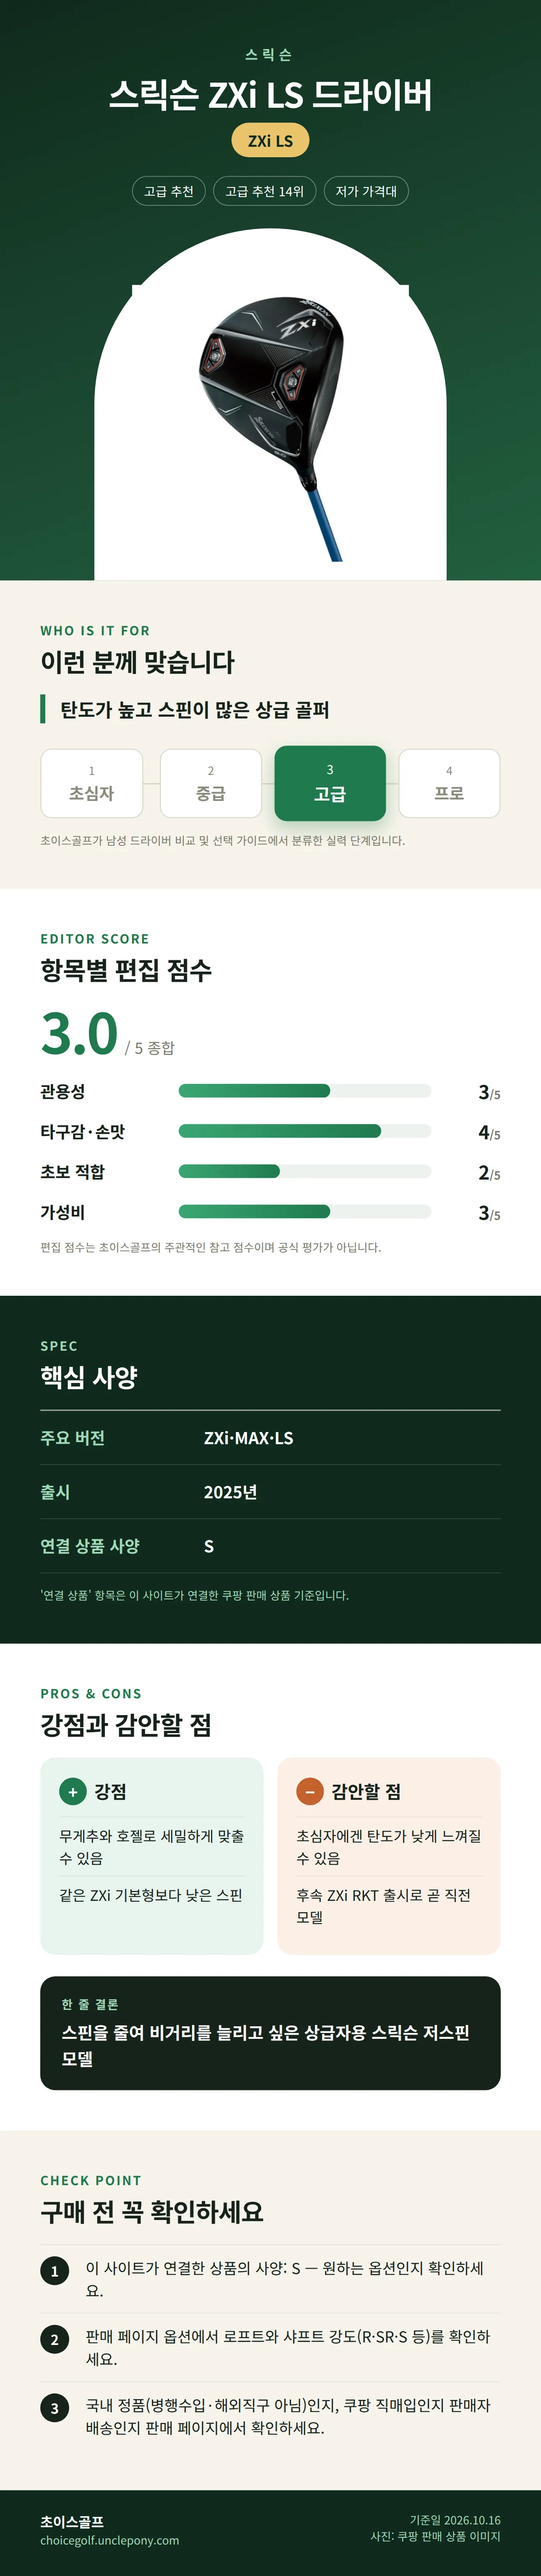 스릭슨
스릭슨 ZXi LS 드라이버
ZXi LS
고급 추천
고급 추천 14위
저가 가격대
SRIXON
ZXi
LS
SRIXON
WHO IS IT FOR
이런 분께 맞습니다
탄도가 높고 스핀이 많은 상급 골퍼
1
초심자
2
중급
3
고급
4
프로
초이스골프가 남성 드라이버 비교 및 선택 가이드에서 분류한 실력 단계입니다.
EDITOR SCORE
항목별 편집 점수
3.0 / 5 종합
관용성 3/5
타구감·손맛 4/5
초보 적합 2/5
가성비 3/5
편집 점수는 초이스골프의 주관적인 참고 점수이며 공식 평가가 아닙니다.
SPEC
핵심 사양
주요 버전 ZXi·MAX·LS
출시 2025년
연결 상품 사양 S
'연결 상품' 항목은 이 사이트가 연결한 쿠팡 판매 상품 기준입니다.
PROS & CONS
강점과 감안할 점
+ 강점
무게추와 호젤로 세밀하게 맞출
수 있음
같은 ZXi 기본형보다 낮은 스핀
− 감안할 점
초심자에겐 탄도가 낮게 느껴질
수 있음
후속 ZXi RKT 출시로 곧 직전
모델
한 줄 결론
스핀을 줄여 비거리를 늘리고 싶은 상급자용 스릭슨 저스핀
모델
CHECK POINT
구매 전 꼭 확인하세요
1 이 사이트가 연결한 상품의 사양: S — 원하는 옵션인지 확인하세
요.
2 판매 페이지 옵션에서 로프트와 샤프트 강도(R·SR·S 등)를 확인하
세요.
3 국내 정품(병행수입·해외직구 아님)인지, 쿠팡 직매입인지 판매자
배송인지 판매 페이지에서 확인하세요.
초이스골프
choicegolf.unclepony.com
기준일 2026.10.16
사진: 쿠팡 판매 상품 이미지